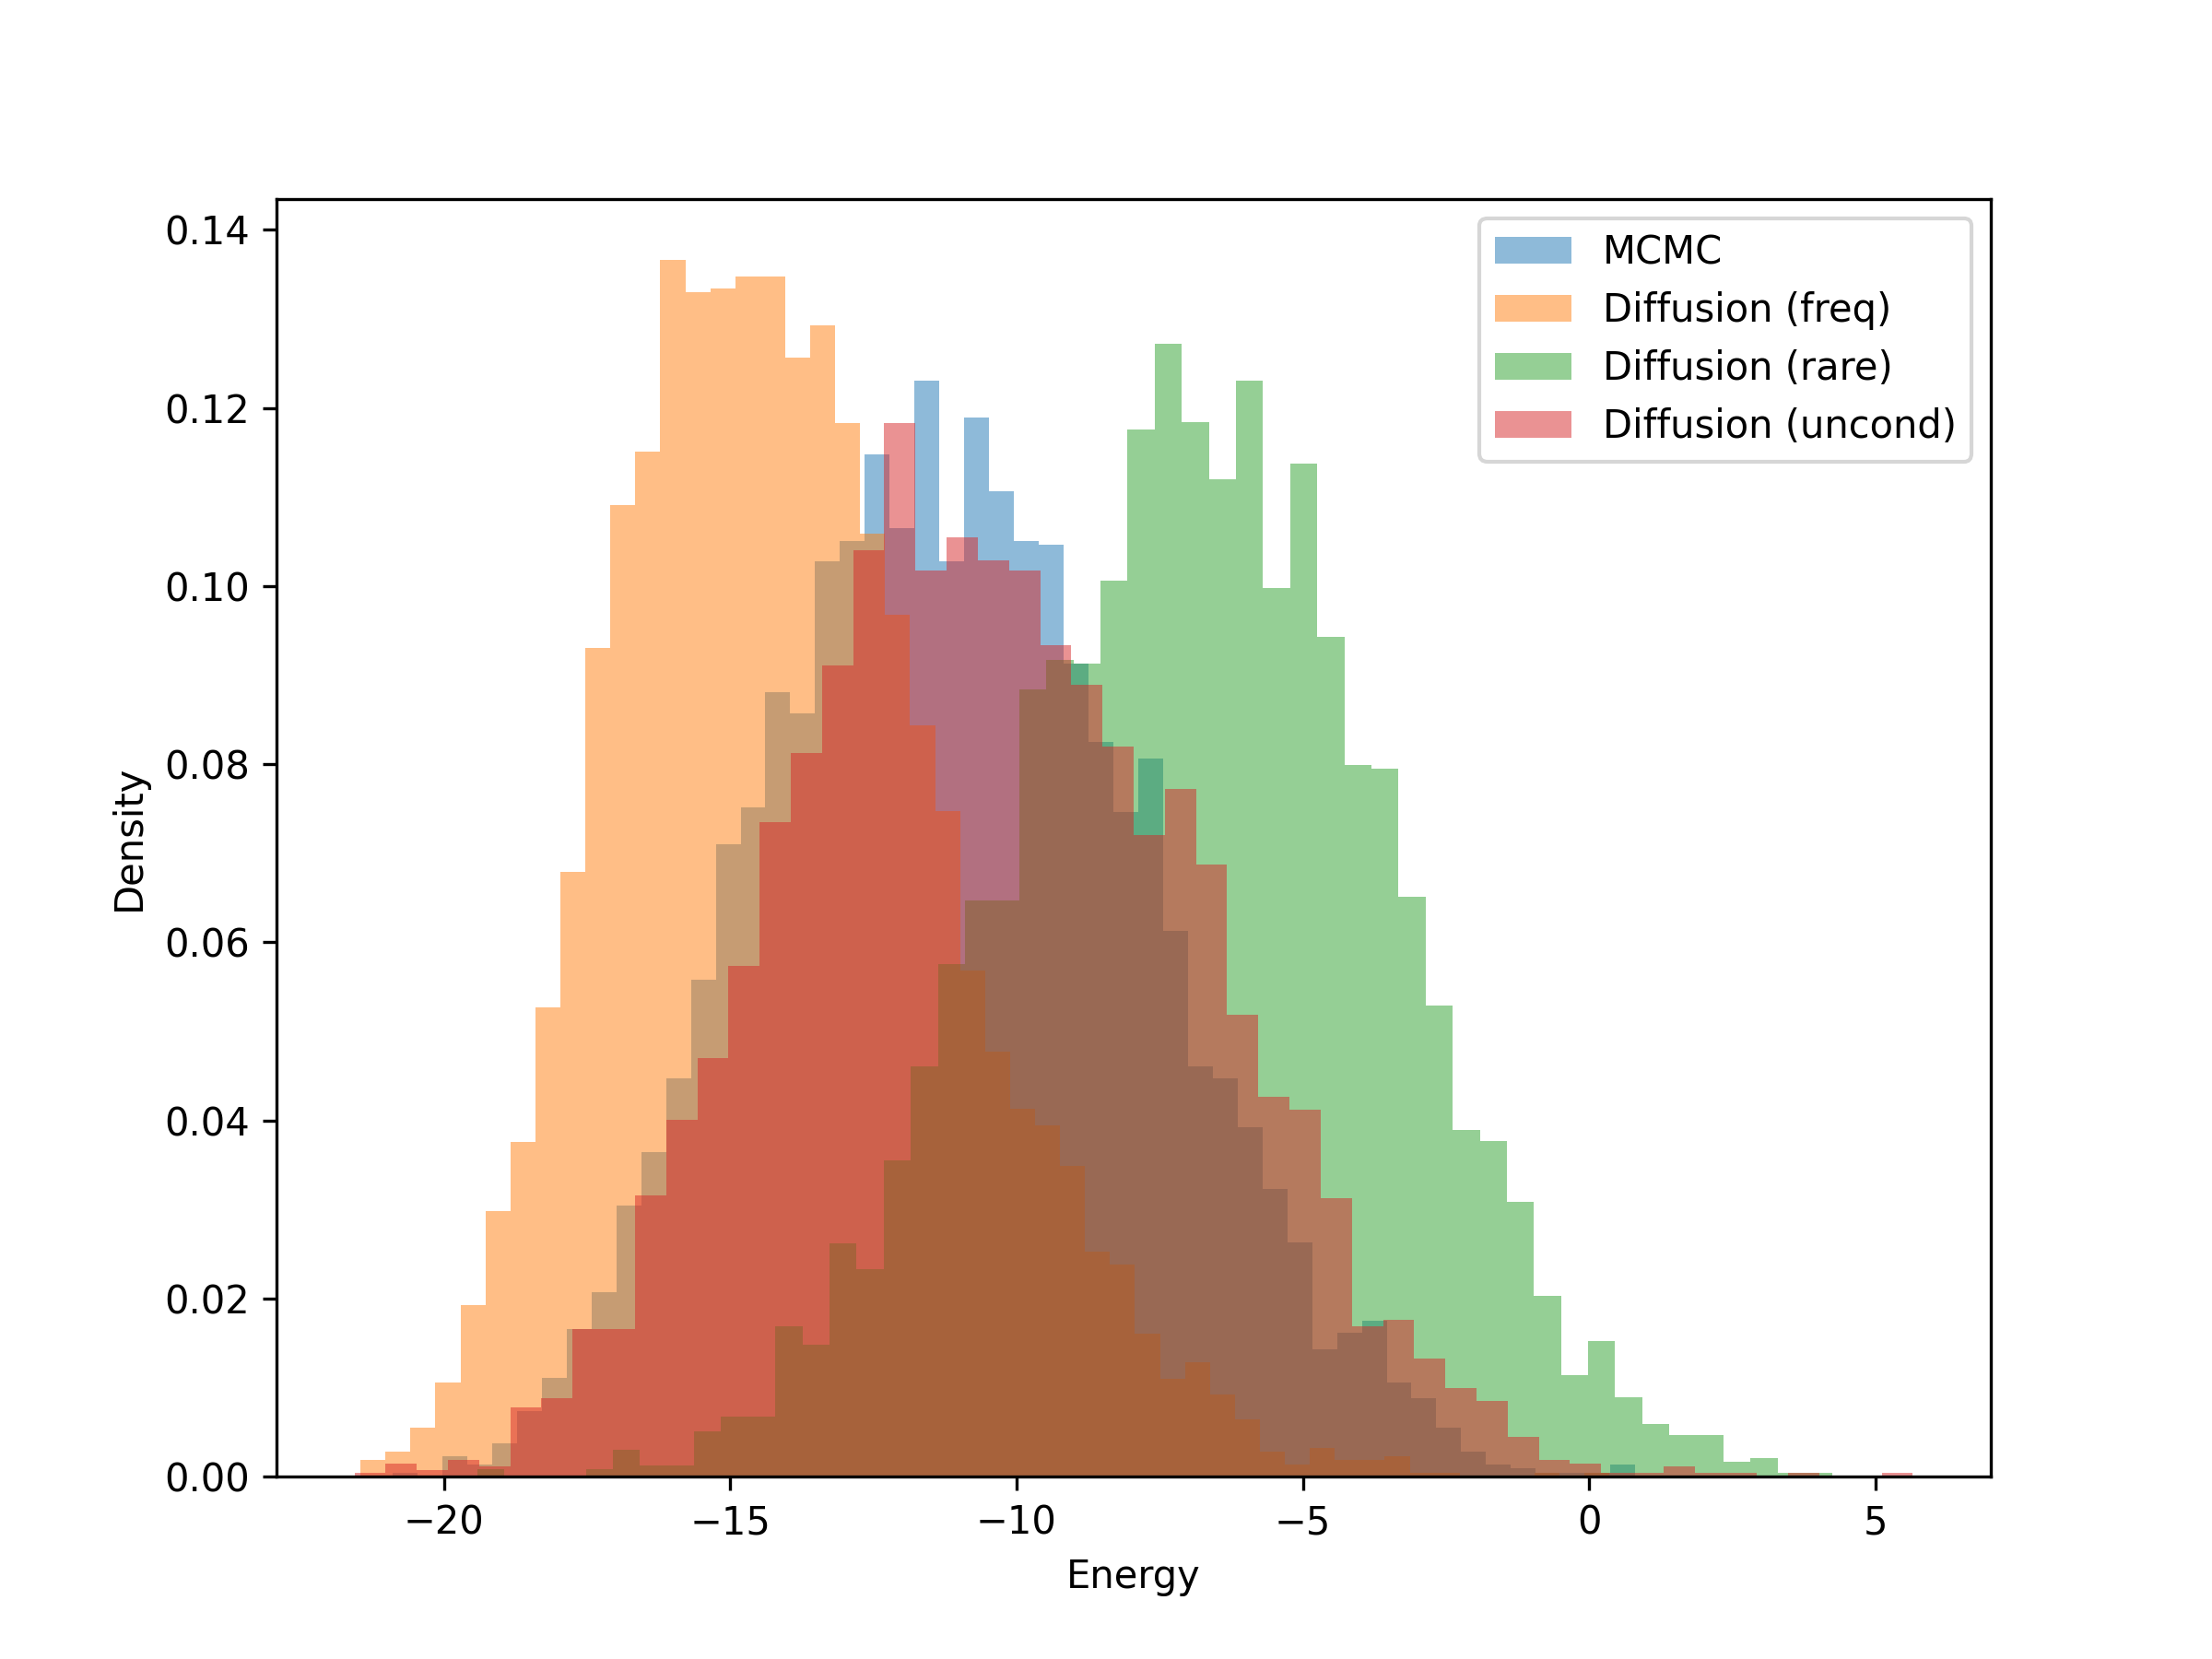 MCMC
Diffusion (freq)
Diffusion (rare)
Diffusion (uncond)
0.14
0.12
0.10
0.08
0.06
0.04
0.02
0.00
Density
−20 −15 −10 −5 0 5
Energy